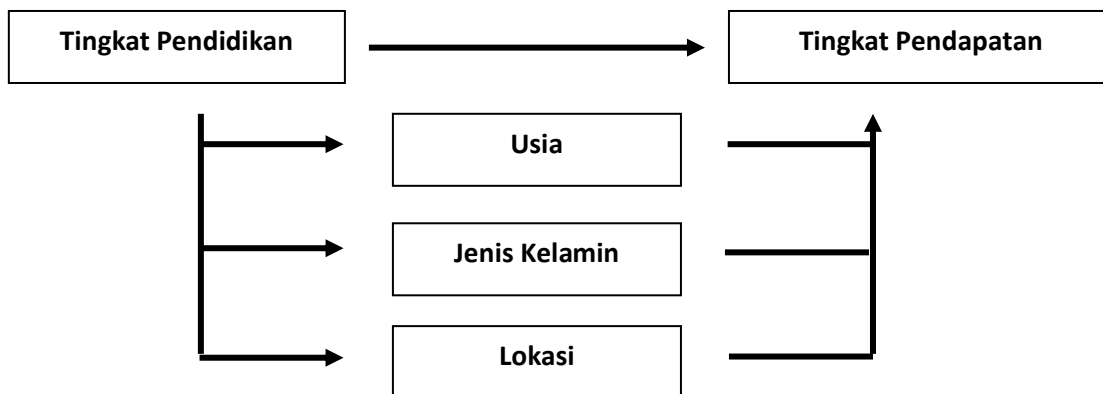 Tingkat Pendidikan
Tingkat Pendapatan
Usia
Jenis Kelamin
Lokasi